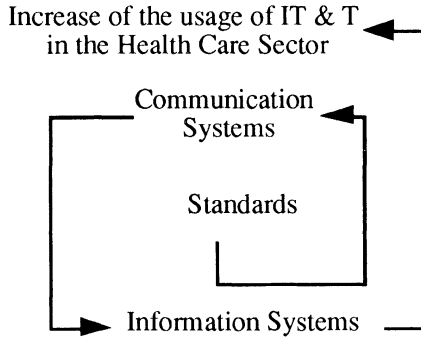 Increase of the usage of IT & T
in the Health Care Sector
Communication
Systems
Standards
Information Systems